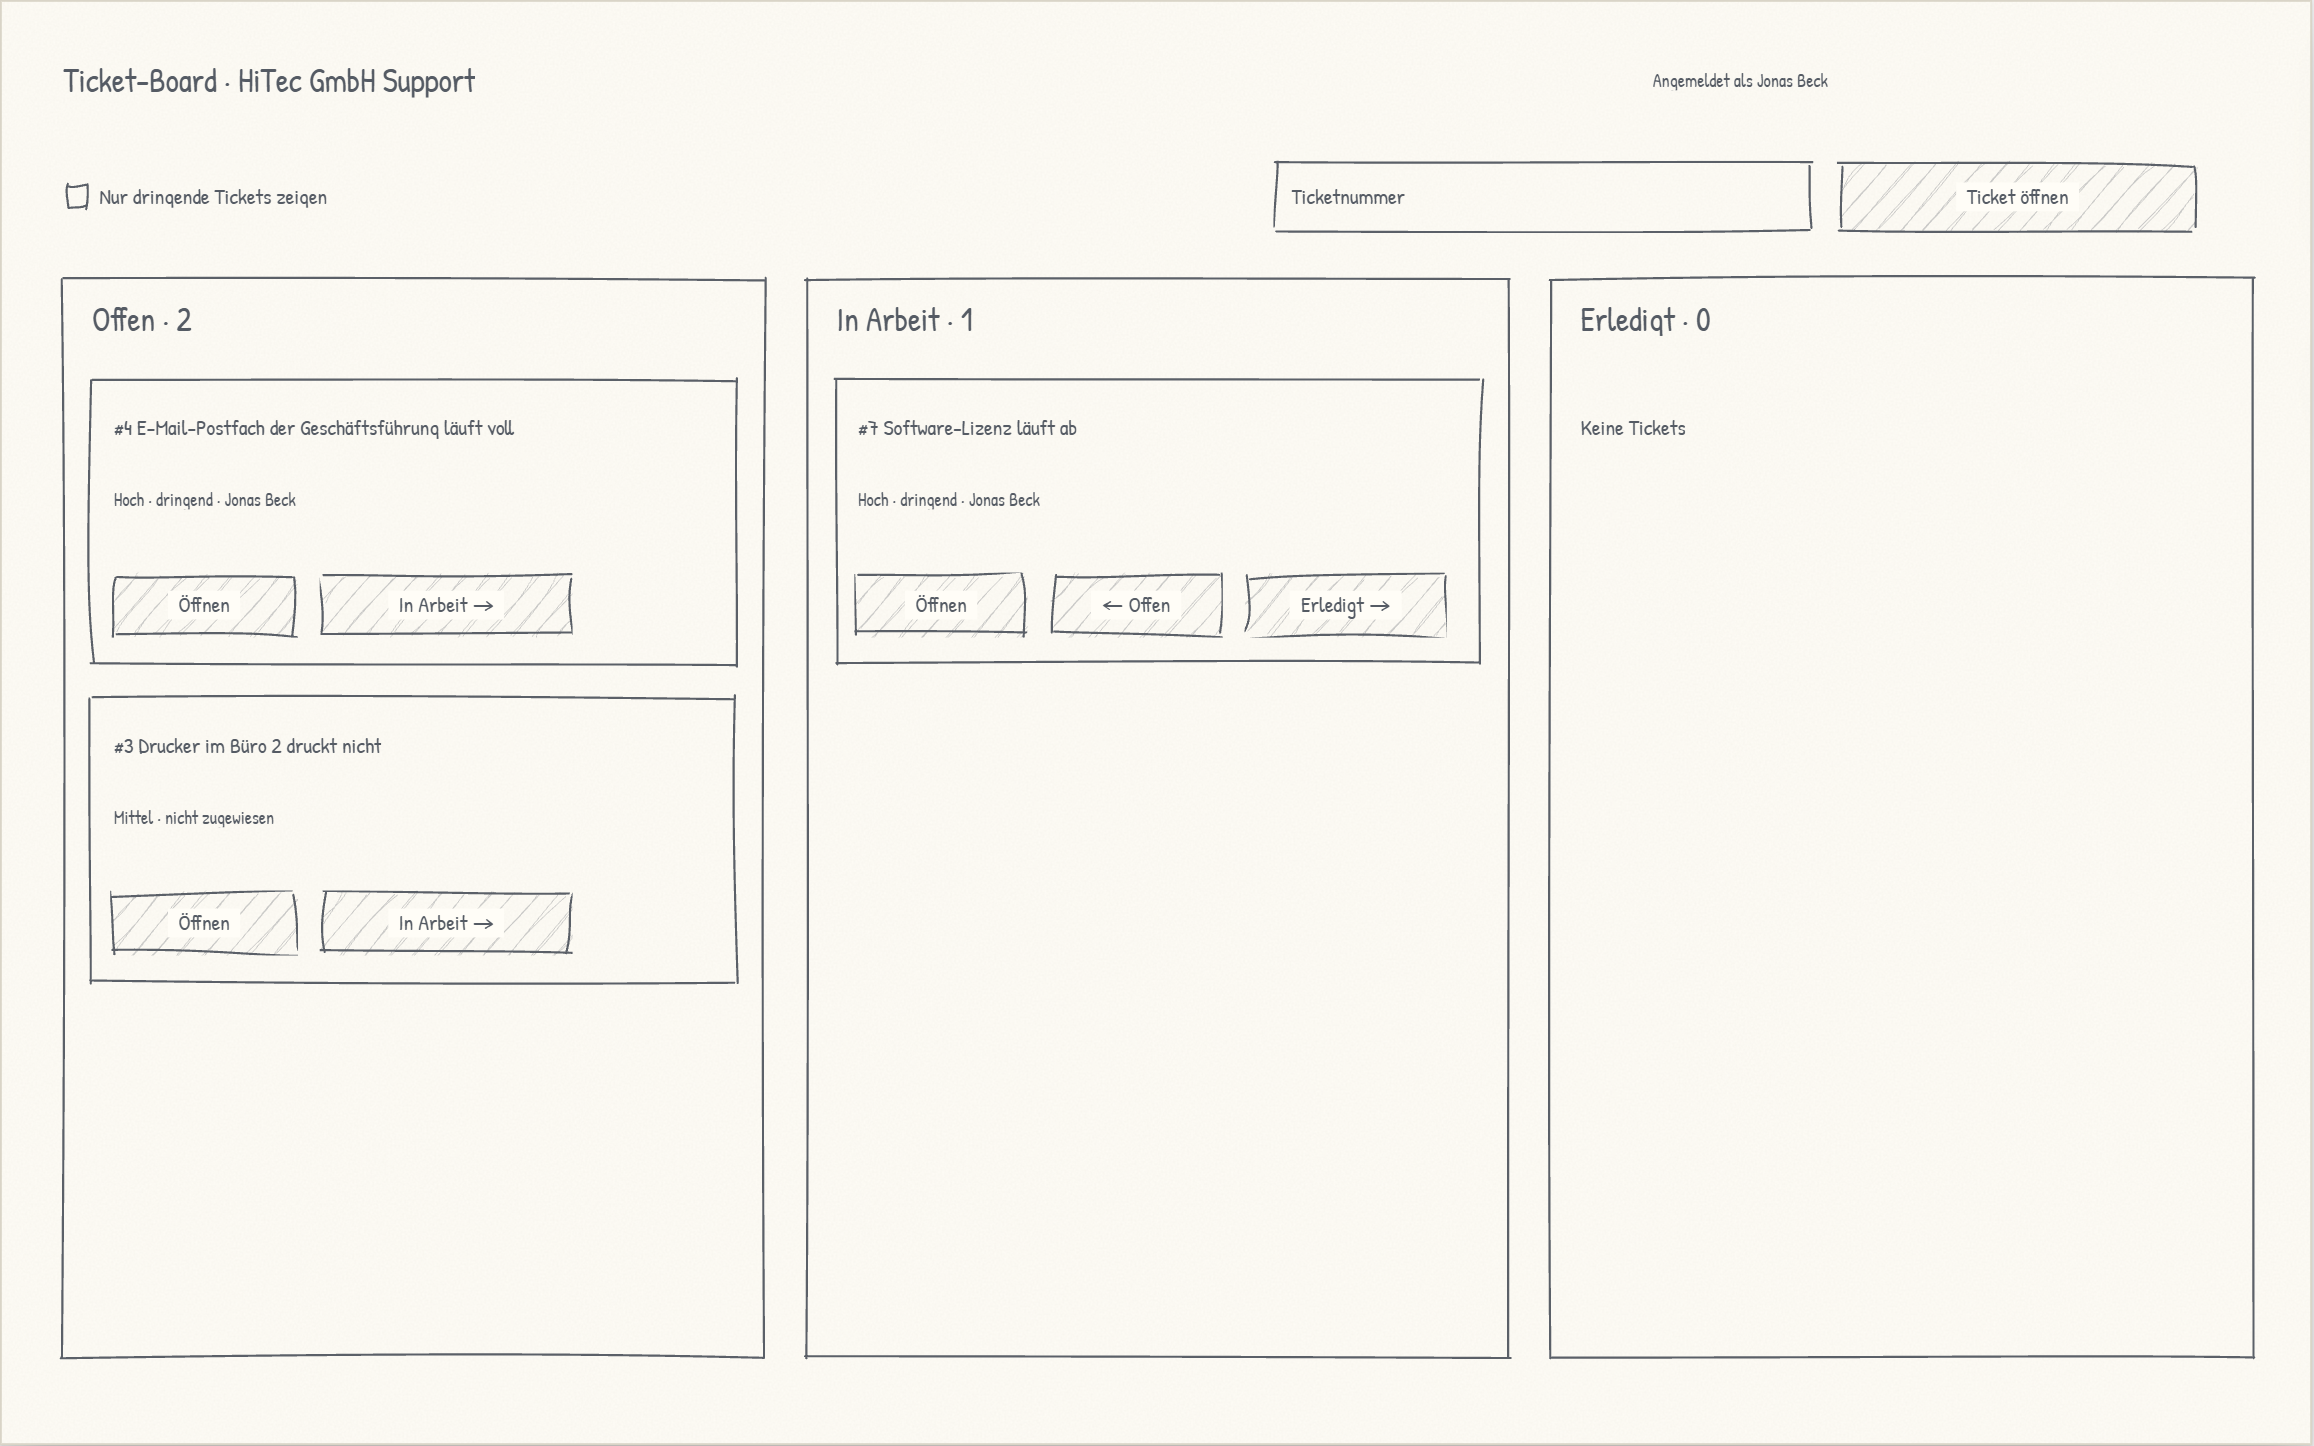 Ticket-Board · HiTec GmbH Support
Angemeldet als Jonas Beck
Nur dringende Tickets zeigen
Ticketnummer
Ticket öffnen
Offen · 2
#4 E-Mail-Postfach der Geschäftsführung läuft voll
Hoch · dringend · Jonas Beck
Öffnen
In Arbeit →
#3 Drucker im Büro 2 druckt nicht
Mittel · nicht zugewiesen
Öffnen
In Arbeit →
In Arbeit · 1
#7 Software-Lizenz läuft ab
Hoch · dringend · Jonas Beck
Öffnen
← Offen
Erledigt →
Erledigt · 0
Keine Tickets